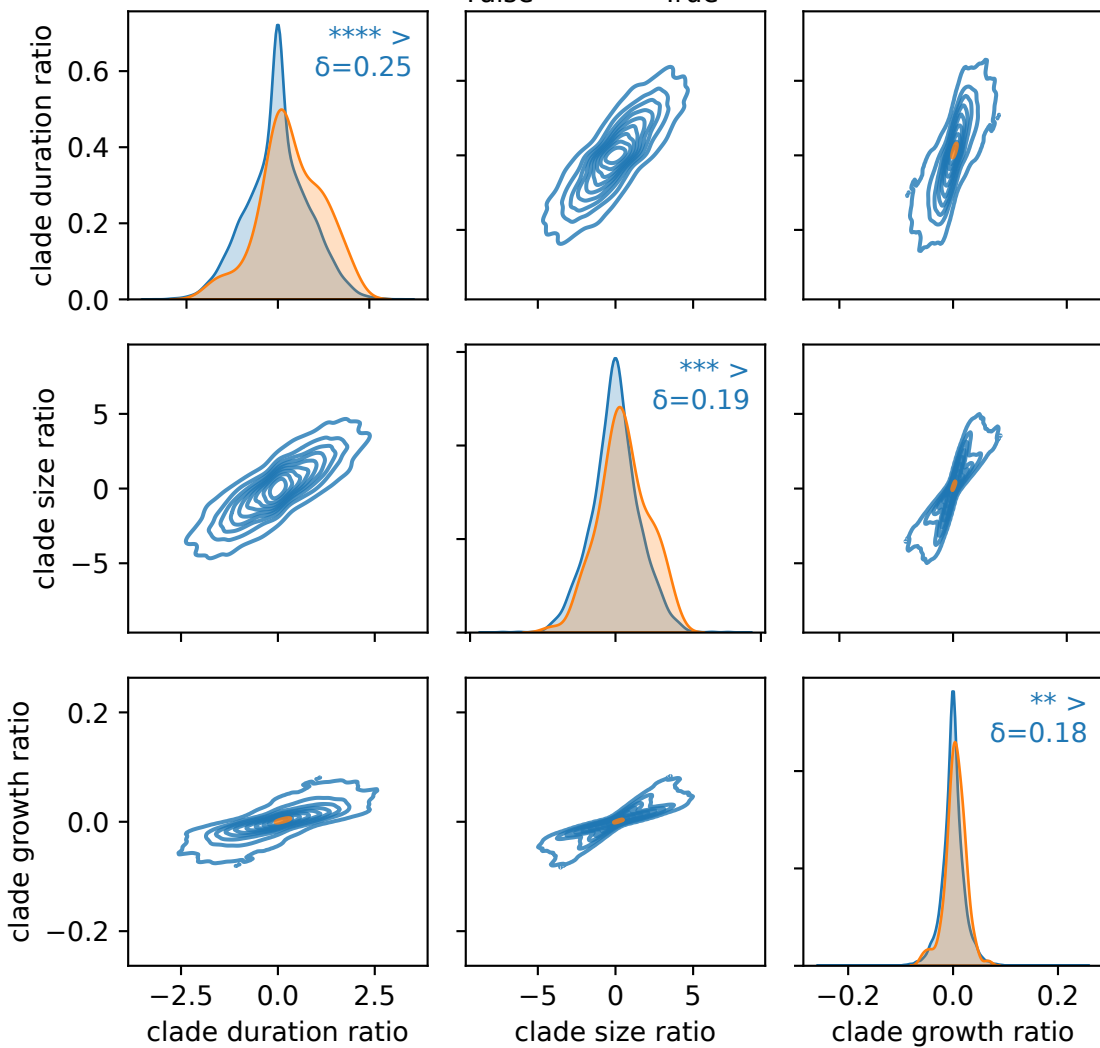 True
clade duration ratio
0.6
0.4
0.2
0.0
**** >
δ=0.25
clade size ratio
5
0
−5
*** >
δ=0.19
clade growth ratio
0.2
0.0
−0.2
** >
δ=0.18
−2.5 0.0 2.5
−5 0 5
−0.2 0.0 0.2
clade duration ratio
clade size ratio
clade growth ratio